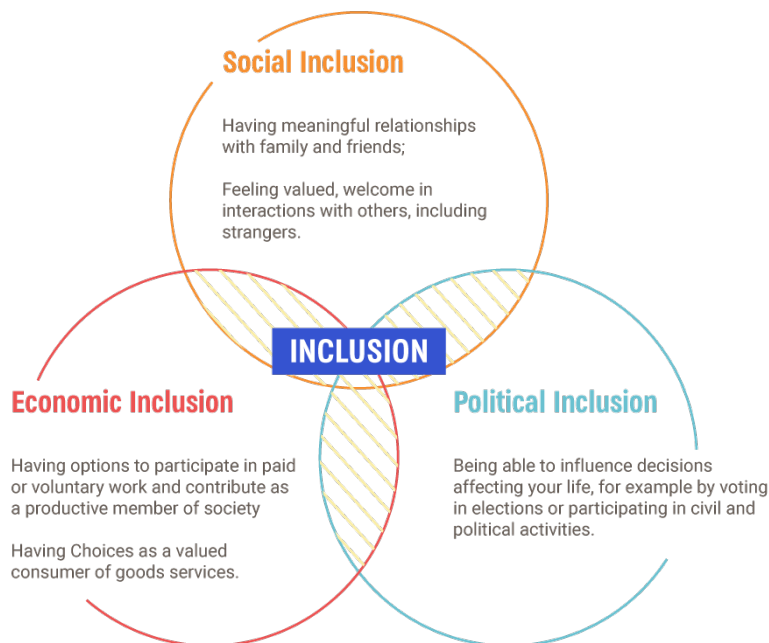 Social Inclusion
Having meaningful relationships
with family and friends;
Feeling valued, welcome in
interactions with others, including
strangers.
INCLUSION
Economic Inclusion
Having options to participate in paid
or voluntary work and contribute as
a productive member of society
Having Choices as a valued
consumer of goods services.
Political Inclusion
Being able to influence decisions
affecting your life, for example by voting
in elections or participating in civil and
political activities.